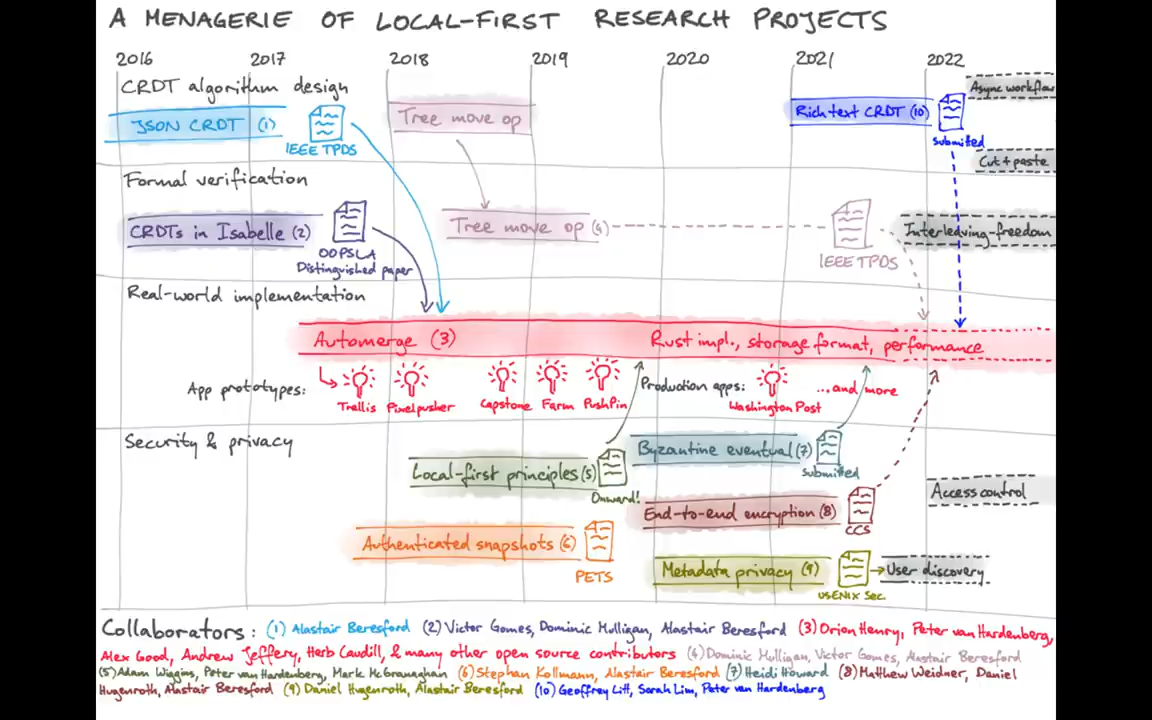 A MENAGERIE OF LOCAL-FIRST RESEARCH PROJECTS
2016 2017 2018 2019 2020 2021 2022
CRDT algorithm design
JSON CRDT (1)
IEEE TPDS
Tree move op
Rich text CRDT (10)
submitted
Async workflow
Cut+paste
Formal verification
CRDTs in Isabelle (2)
OOPSLA
Distinguished paper
Tree move op (4)
IEEE TPDS
Interleaving-freedom
Real-world implementation
Automerge (3)
Rust impl., storage format, performance
App prototypes:
Trellis
Pixelpusher
Capstone
Farm
PushPin
Production apps:
Washington Post
...and more
Security & privacy
Local-first principles (5)
Onward!
Byzantine eventual (7)
submitted
End-to-end encryption (8)
CCS
Access control
Authenticated snapshots (6)
PETS
Metadata privacy (9)
USENIX Sec.
User discovery
Collaborators: (1) Alastair Beresford (2) Victor Gomes, Dominic Mulligan, Alastair Beresford (3) Orion Henry, Peter van Hardenberg,
Alex Good, Andrew Jeffery, Herb Caudill, & many other open source contributors (4) Dominic Mulligan, Victor Gomes, Alastair Beresford
(5) Adam Wiggins, Peter van Hardenberg, Mark McGranaghan (6) Stephan Kollmann, Alastair Beresford (7) Heidi Howard (8) Matthew Weidner, Daniel
Hugenroth, Alastair Beresford (9) Daniel Hugenroth, Alastair Beresford (10) Geoffrey Litt, Sarah Lim, Peter van Hardenberg